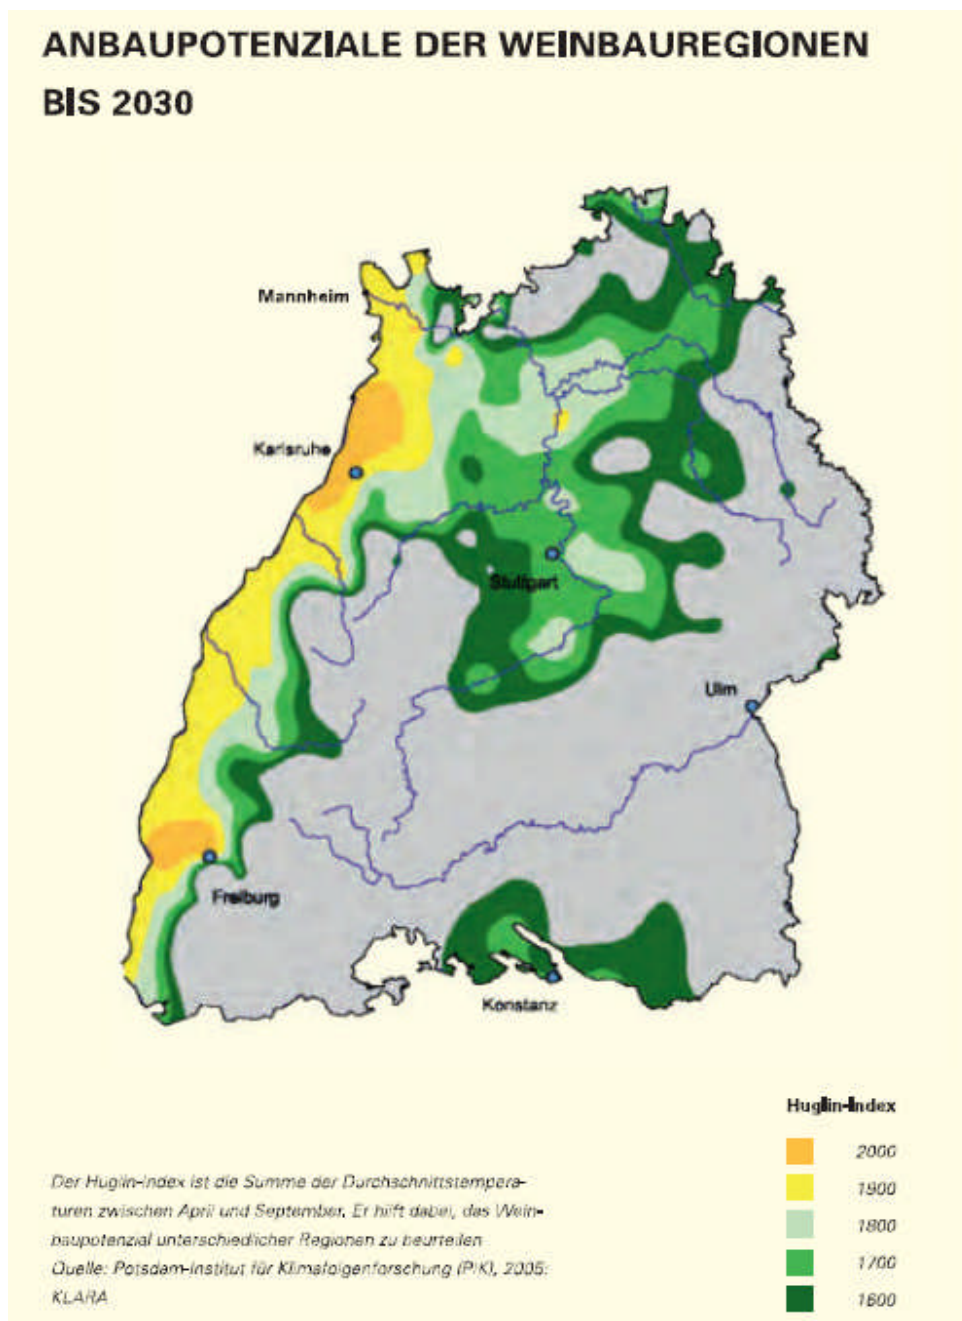 ANBAUPOTENZIALE DER WEINBAUREGIONEN
BIS 2030
Mannheim
Karlsruhe
Stuttgart
Ulm
Freiburg
Konstanz
Huglin-Index
2000
1900
1800
1700
1600
Der Huglin-Index ist die Summe der Durchschnittstempera-
turen zwischen April und September. Er hilft dabei, das Wein-
baupotenzial unterschiedlicher Regionen zu beurteilen
Quelle: Potsdam-Institut für Klimafolgenforschung (PIK), 2005:
KLARA